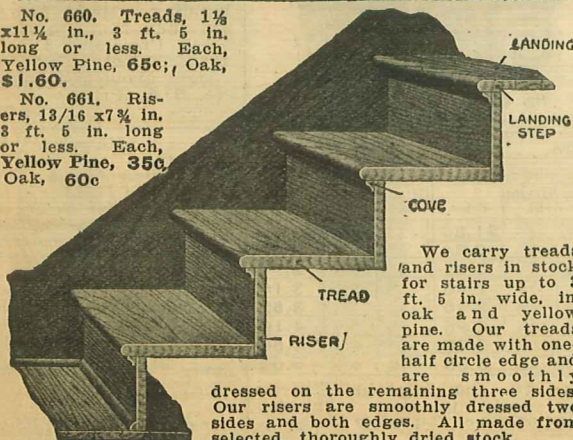 No. 660. Treads, 1⅛
x11¼ in., 3 ft. 5 in.
long or less. Each,
Yellow Pine, 65c; Oak,
$1.60.
No. 661. Ris-
ers, 13/16 x7¾ in.
3 ft. 5 in. long
or less. Each,
Yellow Pine, 35c,
Oak, 60c
LANDING
LANDING
STEP
COVE
TREAD
RISER
We carry treads
and risers in stock
for stairs up to 3
ft. 5 in. wide, in
oak and yellow
pine. Our treads
are made with one-
half circle edge and
are smoothly
dressed on the remaining three sides.
Our risers are smoothly dressed two
sides and both edges. All made from
selected, thoroughly dried stock.